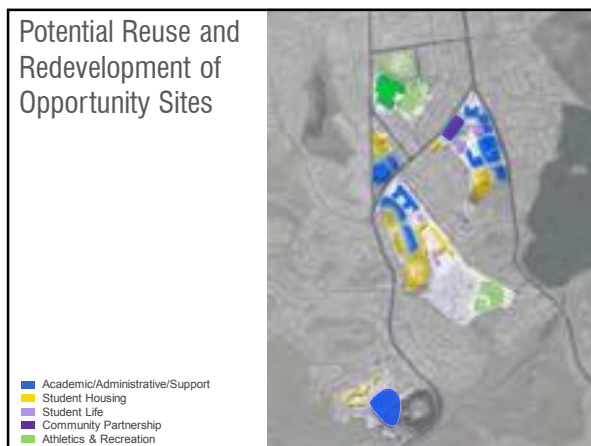 Potential Reuse and
Redevelopment of
Opportunity Sites
Academic/Administrative/Support
Student Housing
Student Life
Community Partnership
Athletics & Recreation